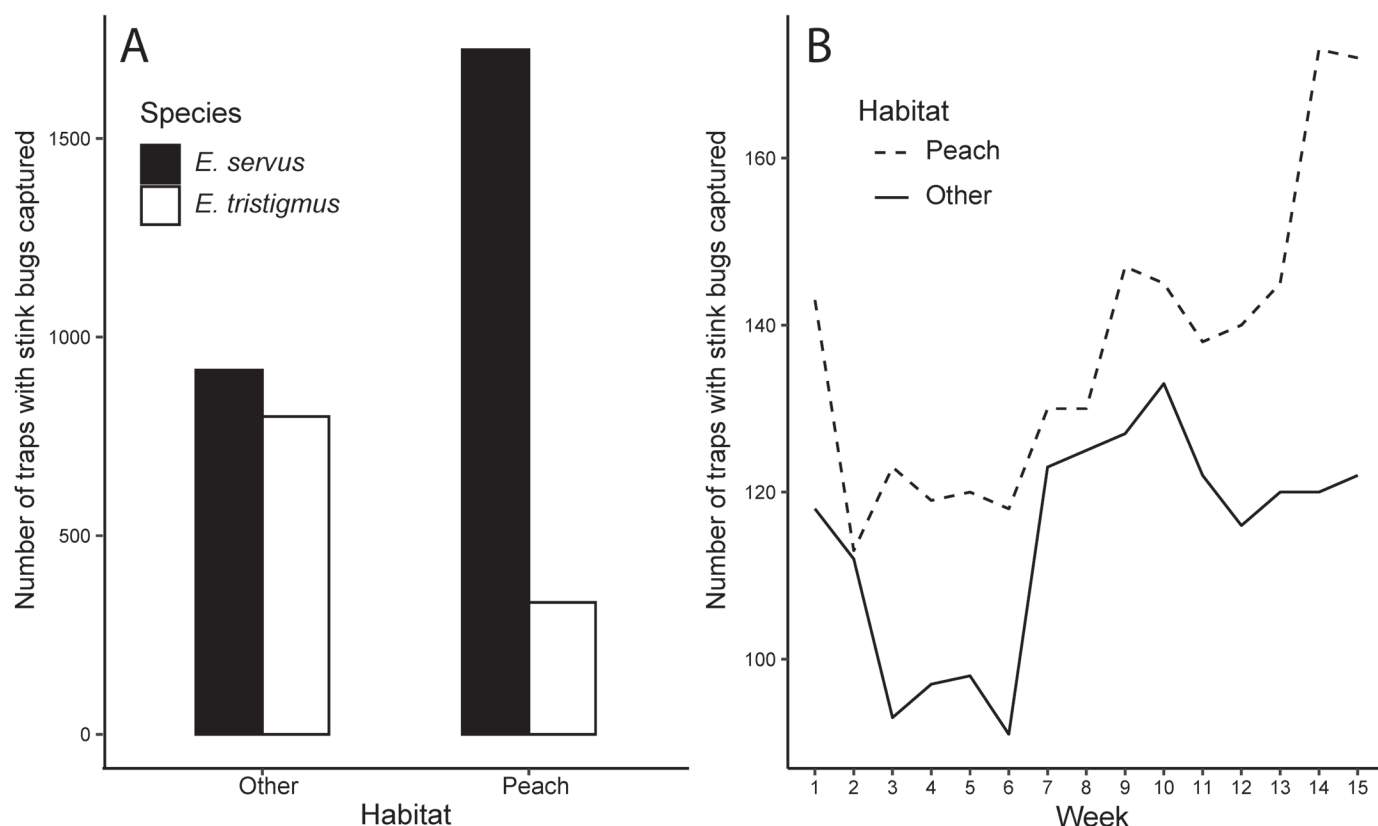 A
Species
E. servus
E. tristigmus
Number of traps with stink bugs captured
1500
1000
500
0
Other
Peach
Habitat
B
Habitat
Peach
Other
Number of traps with stink bugs captured
160
140
120
100
1 2 3 4 5 6 7 8 9 10 11 12 13 14 15
Week